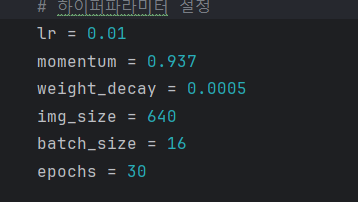 # 하이퍼파라미터 설정
lr = 0.01
momentum = 0.937
weight_decay = 0.0005
img_size = 640
batch_size = 16
epochs = 30